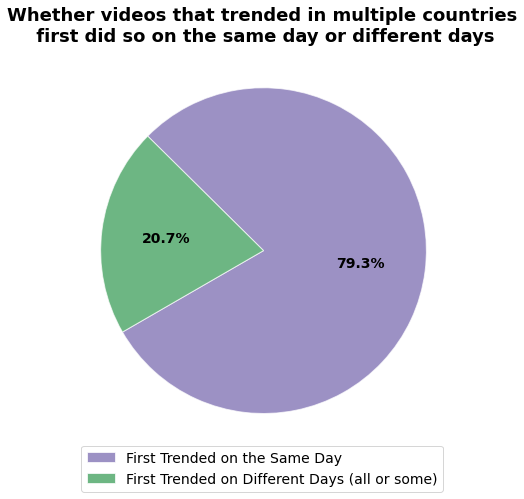 Whether videos that trended in multiple countries
first did so on the same day or different days
20.7%
79.3%
First Trended on the Same Day
First Trended on Different Days (all or some)